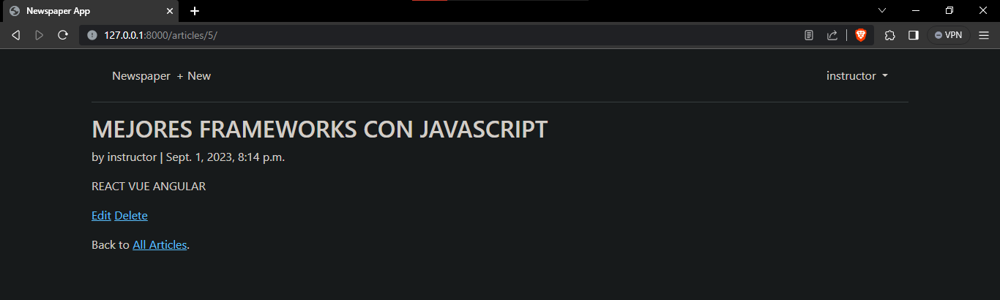 Newspaper App
127.0.0.1:8000/articles/5/
VPN
Newspaper + New
instructor
MEJORES FRAMEWORKS CON JAVASCRIPT
by instructor | Sept. 1, 2023, 8:14 p.m.
REACT VUE ANGULAR
Edit Delete
Back to All Articles.